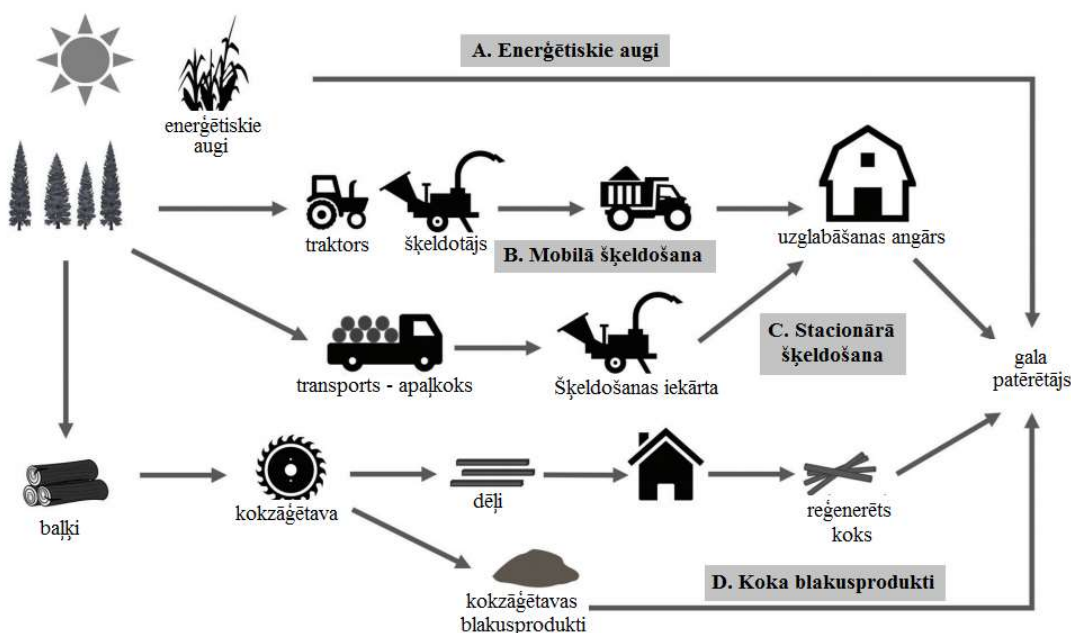 A. Enerģētiskie augi
enerģētiskie
augi
traktors
šķeldotājs
B. Mobilā šķeldošana
uzglabāšanas angārs
transports - apaļkoks
Šķeldošanas iekārta
C. Stacionārā
šķeldošana
gala
patērētājs
baļķi
kokzāģētava
dēļi
reģenerēts
koks
kokzāģētavas
blakusprodukti
D. Koka blakusprodukti